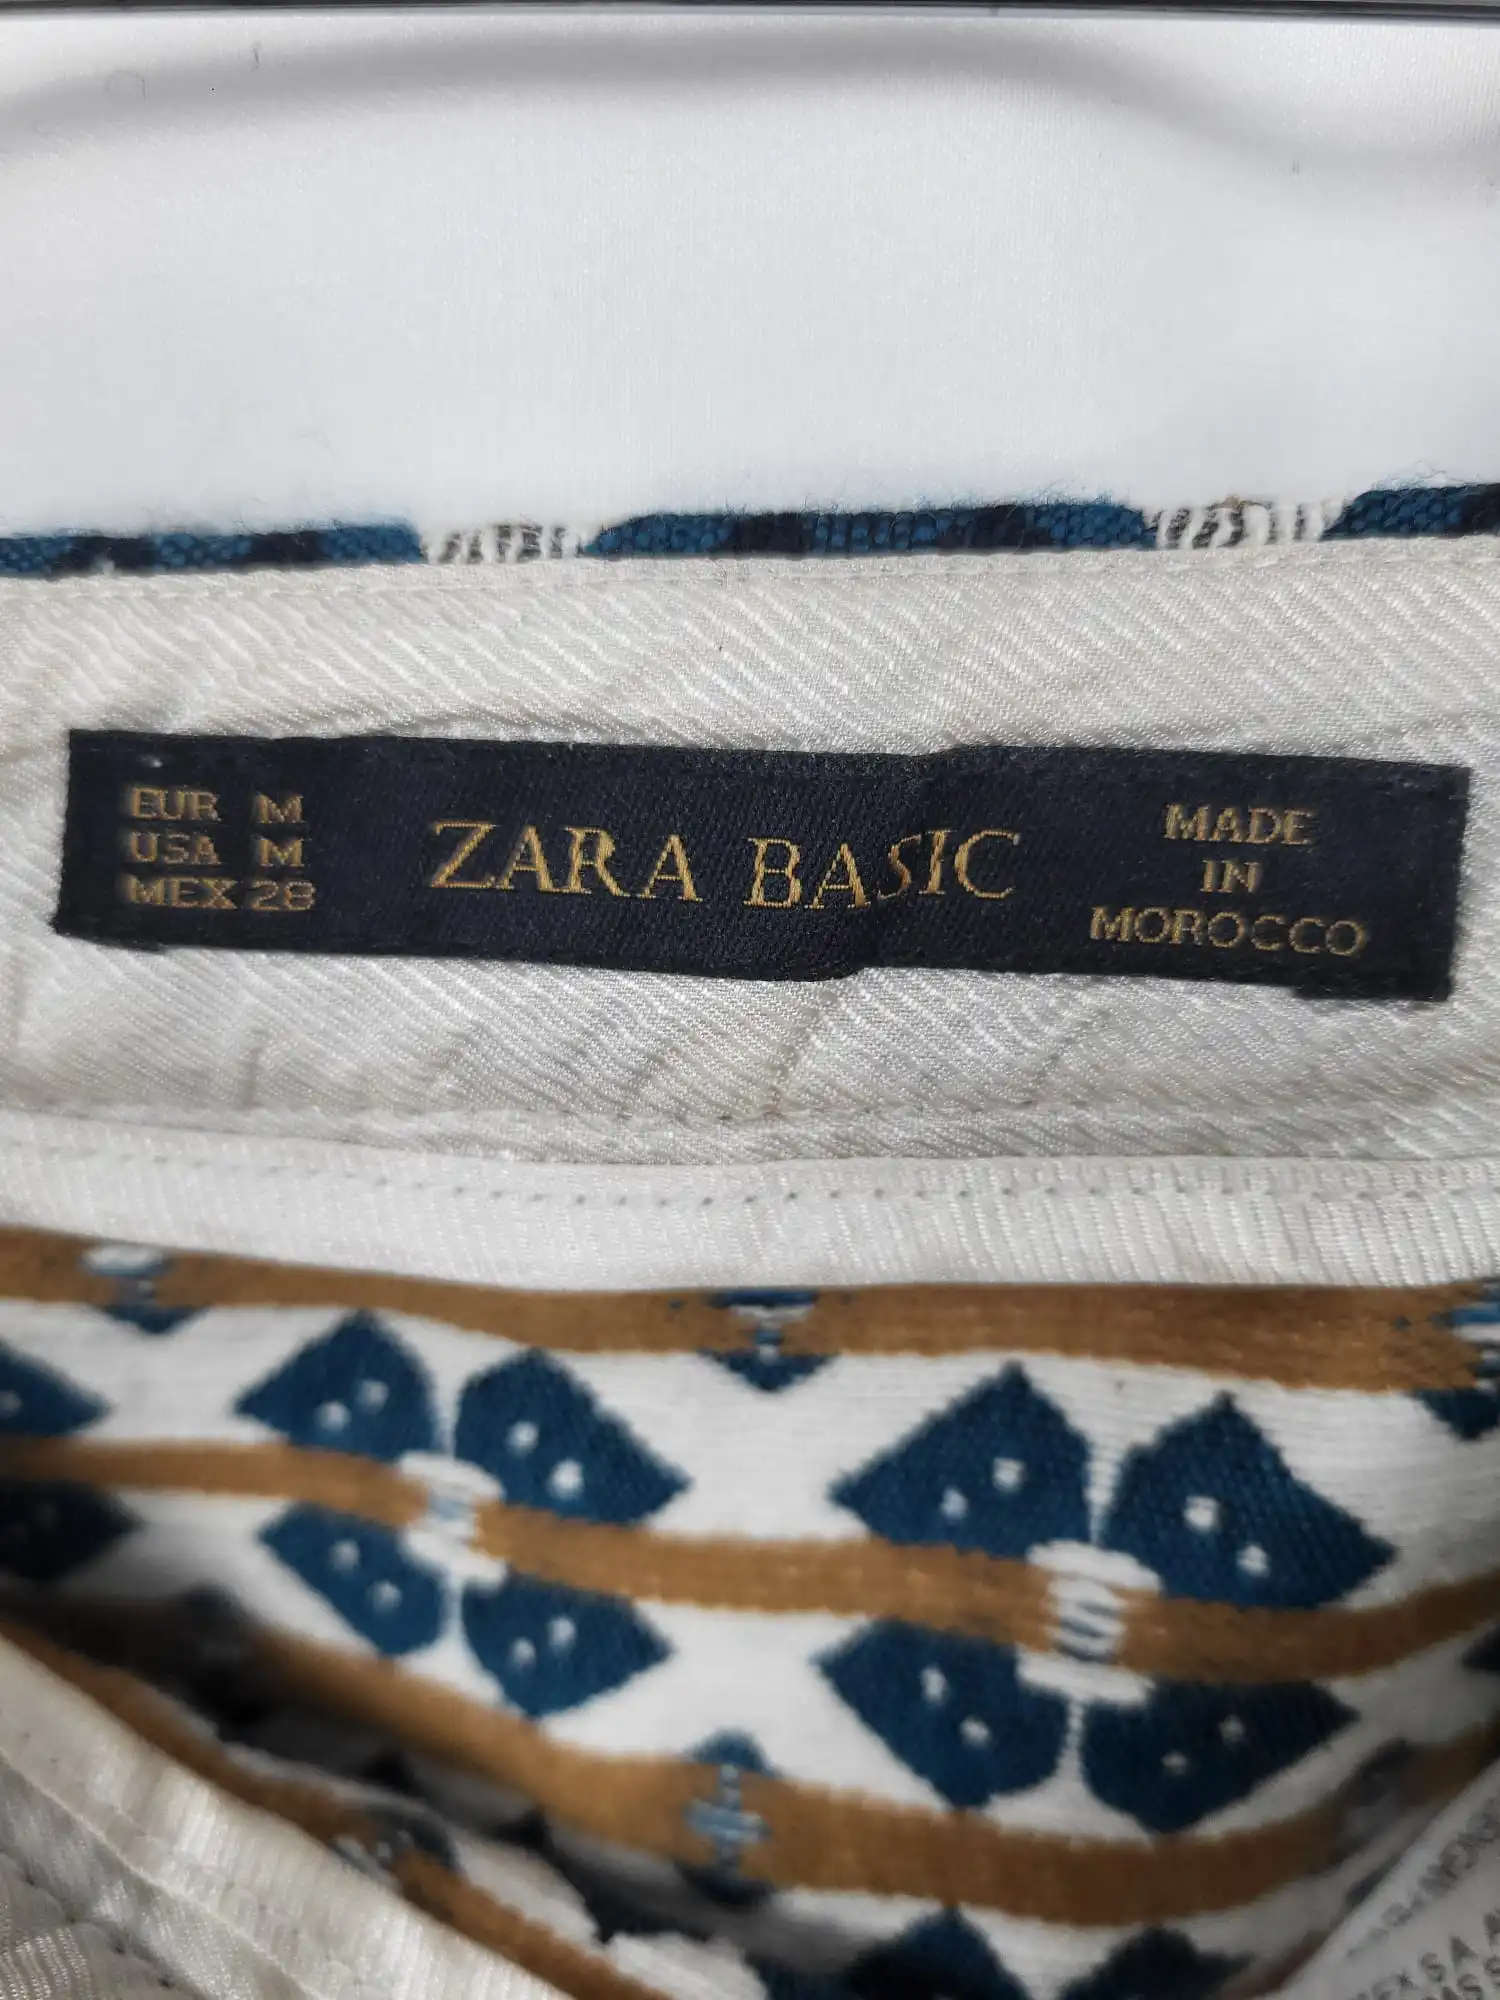 EUR M
USA M
MEX 28
ZARA BASIC
MADE
IN
MOROCCO